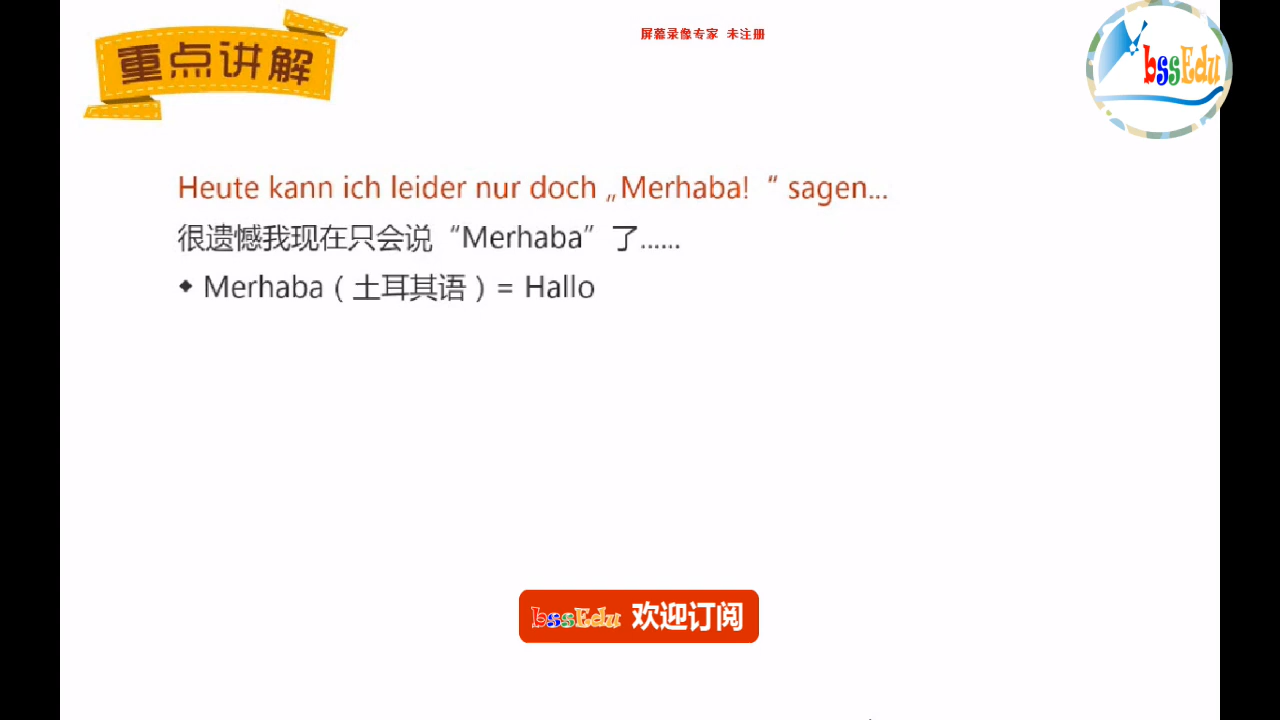 重点讲解
屏幕录像专家 未注册
bssEdu
Heute kann ich leider nur doch „Merhaba! “ sagen...
很遗憾我现在只会说 “Merhaba” 了......
◆ Merhaba（土耳其语）= Hallo
bssEdu 欢迎订阅